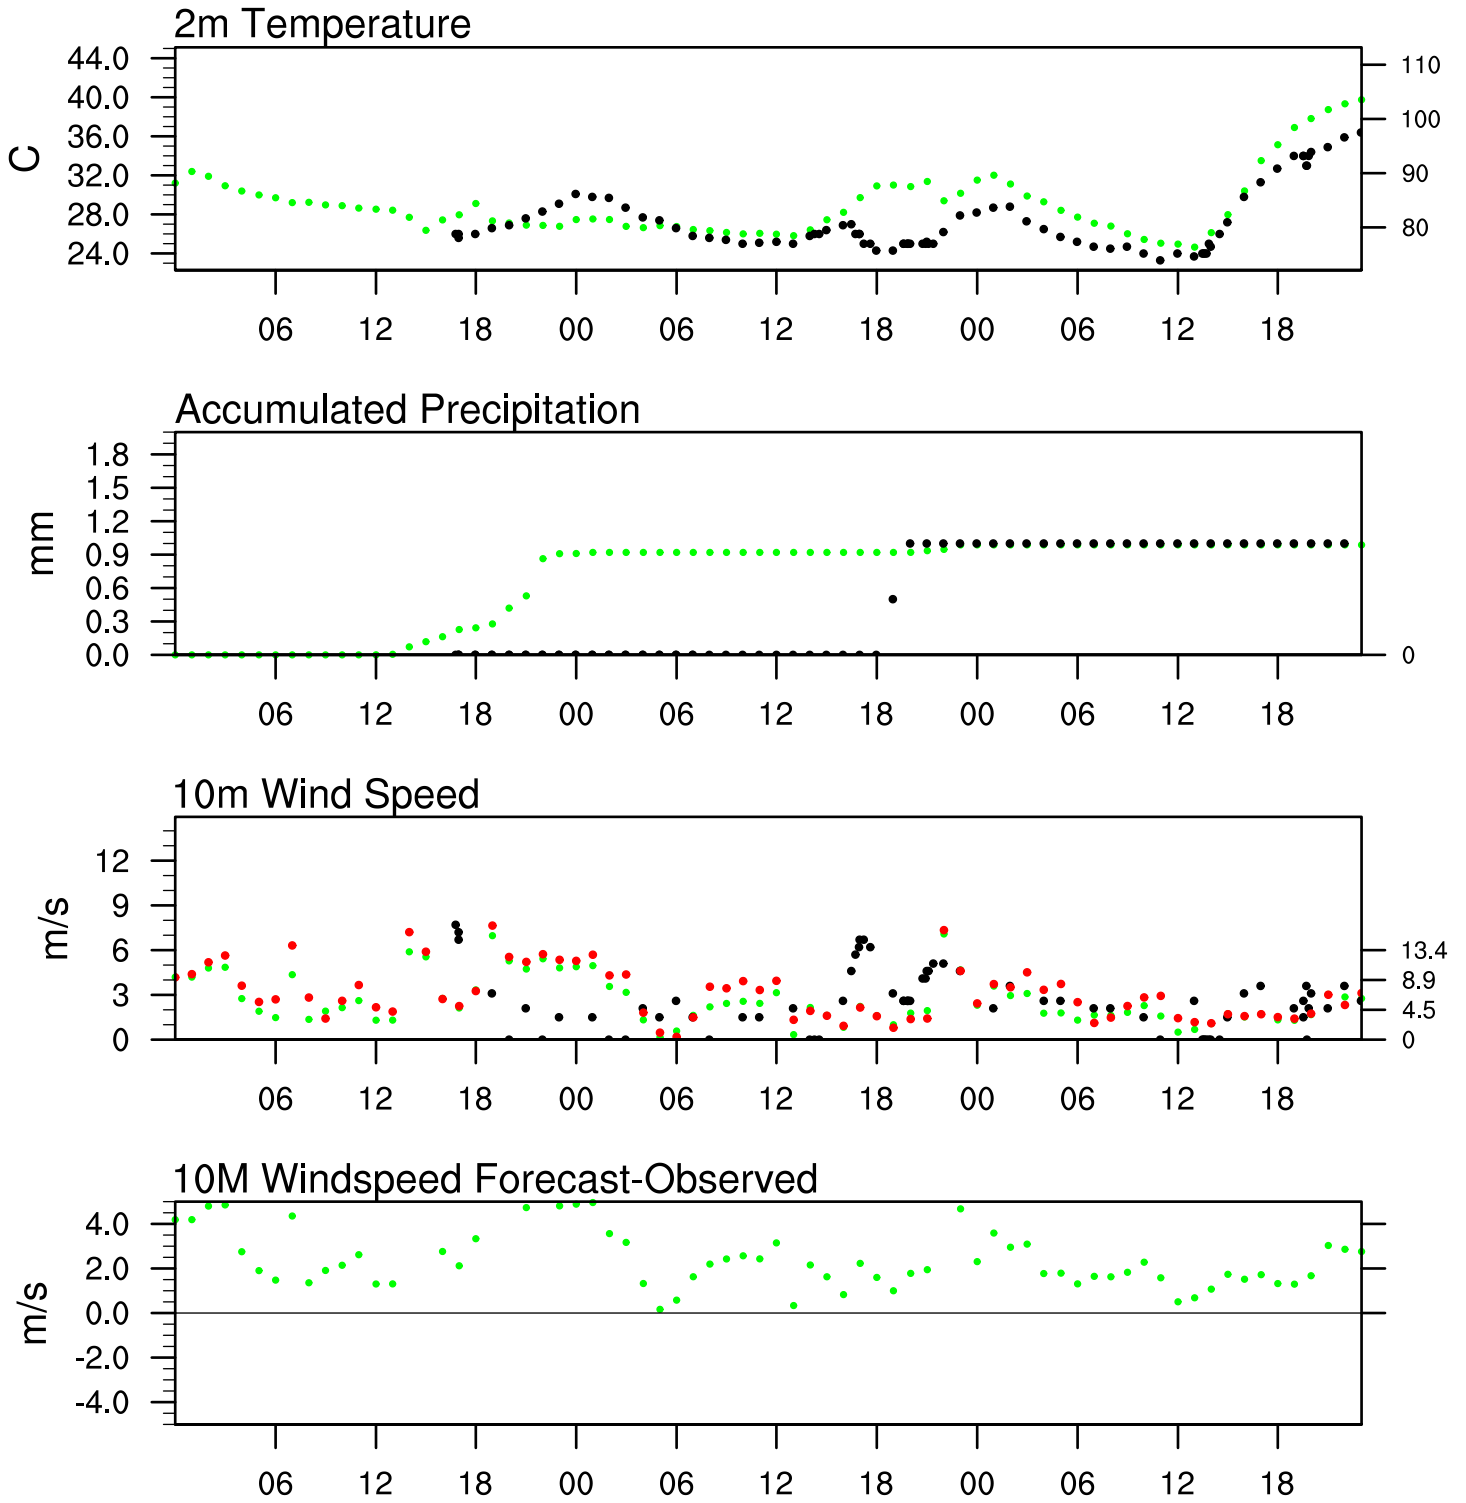 2m Temperature
44.0
40.0
36.0
32.0
28.0
24.0
C
110
100
90
80
06 12 18 00 06 12 18 00 06 12 18
Accumulated Precipitation
1.8
1.5
1.2
0.9
0.6
0.3
0.0
mm
0
06 12 18 00 06 12 18 00 06 12 18
10m Wind Speed
12
9
6
3
0
m/s
13.4
8.9
4.5
0
06 12 18 00 06 12 18 00 06 12 18
10M Windspeed Forecast-Observed
4.0
2.0
0.0
-2.0
-4.0
m/s
06 12 18 00 06 12 18 00 06 12 18